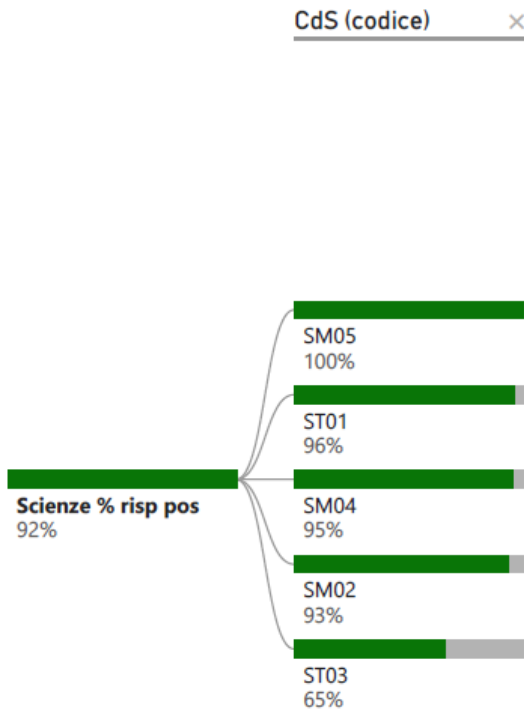 CdS (codice) ×
SM05
100%
ST01
96%
Scienze % risp pos
92%
SM04
95%
SM02
93%
ST03
65%